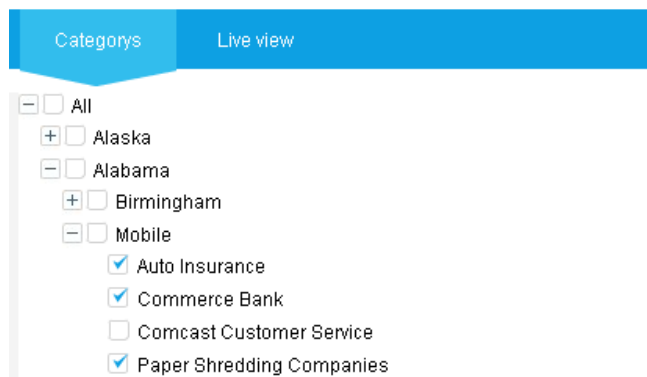 Categorys Live view
All
Alaska
Alabama
Birmingham
Mobile
Auto Insurance
Commerce Bank
Comcast Customer Service
Paper Shredding Companies